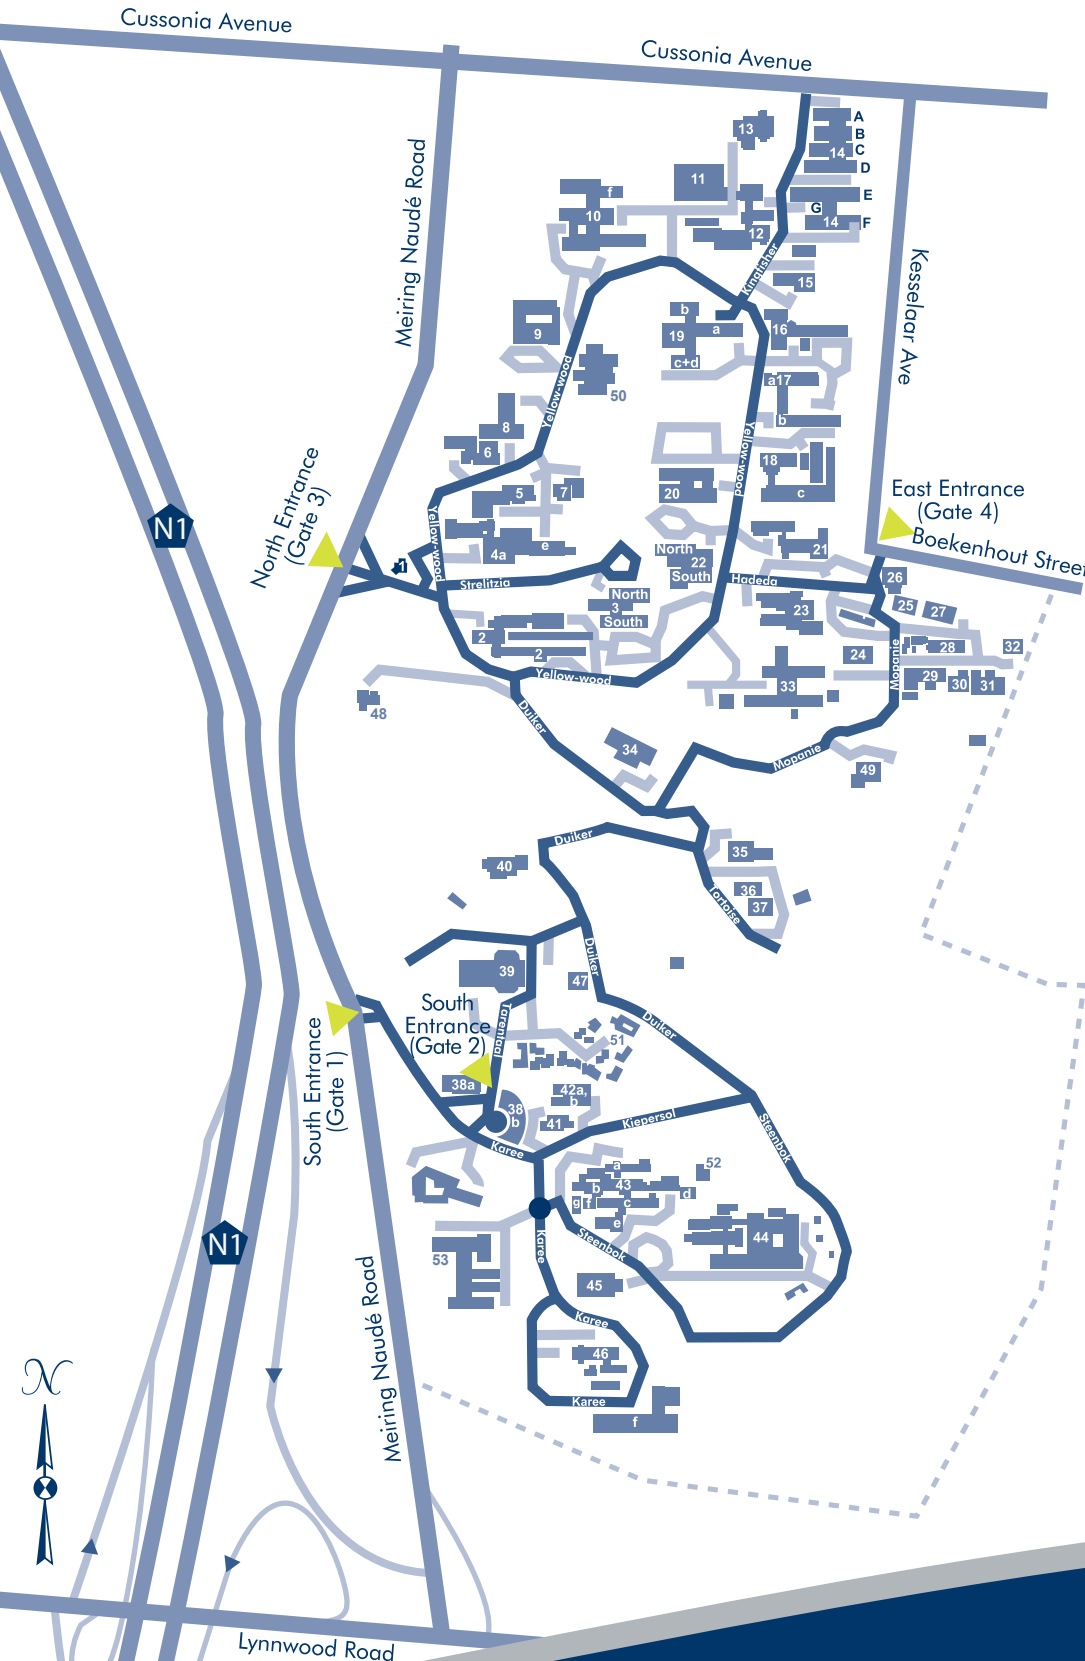 Cussonia Avenue
Cussonia Avenue
A
B
C
14
D
E
G
14
F
13
11
f
10
12
Kingfisher
15
Meiring Naudé Road
Kesselaar Ave
b
19
a
c+d
16
9
50
Yellow-wood
a17
b
8
6
Yellow-wood
18
c
5
7
20
North Entrance
(Gate 3)
N1
East Entrance
(Gate 4)
Boekenhout Street
Yellow-wood
4a
e
1
Strelitzia
North
22
South
21
Hadeda
26
North
3
South
23
25
27
2
2
24
28
32
Mopanie
29
30
31
Yellow-wood
33
48
Duiker
34
Mopanie
49
Duiker
40
35
36
37
Tortoise
39
Duiker
47
South
Entrance
(Gate 2)
Tarentaal
51
Duiker
South Entrance
(Gate 1)
38a
38
b
42a,
b
41
Kiepersol
Steenbok
Karee
a
52
b
43
d
g
f
c
e
Steenbok
44
N1
53
Karee
45
Karee
46
Karee
f
Meiring Naudé Road
N
Lynnwood Road